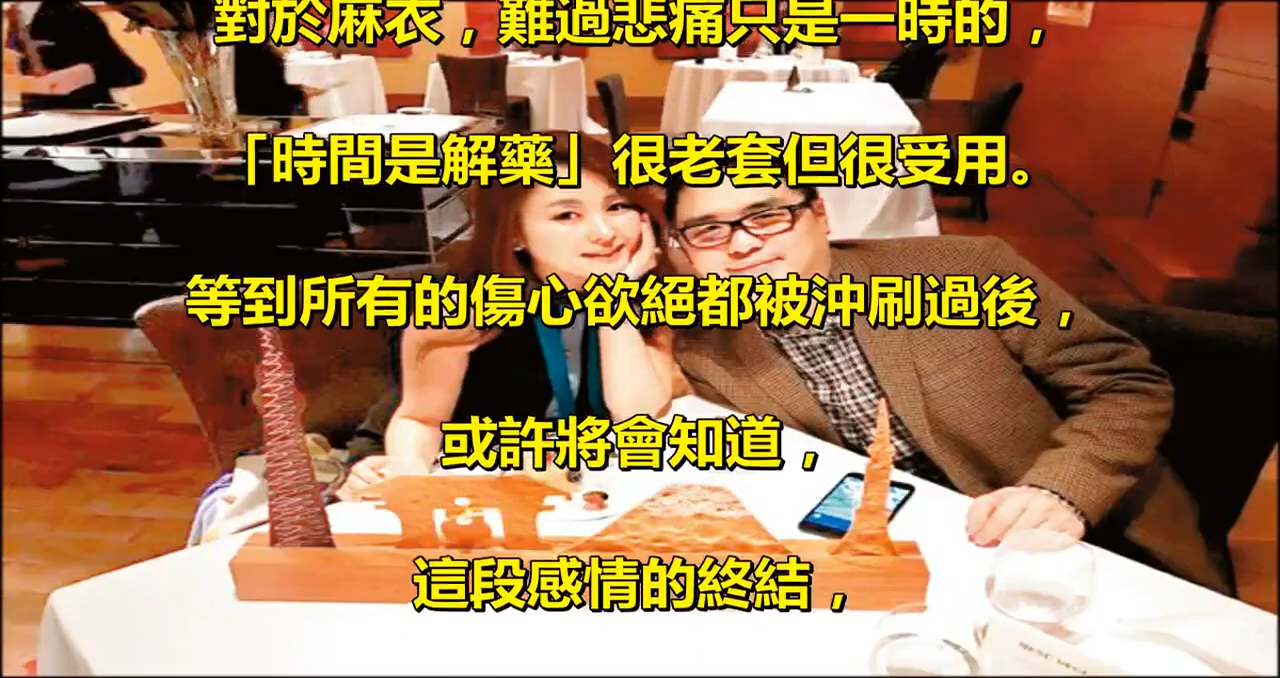 對於麻衣，難過悲痛只是一時的，
「時間是解藥」很老套但很受用。
等到所有的傷心欲絕都被沖刷過後，
或許將會知道，
這段感情的終結，